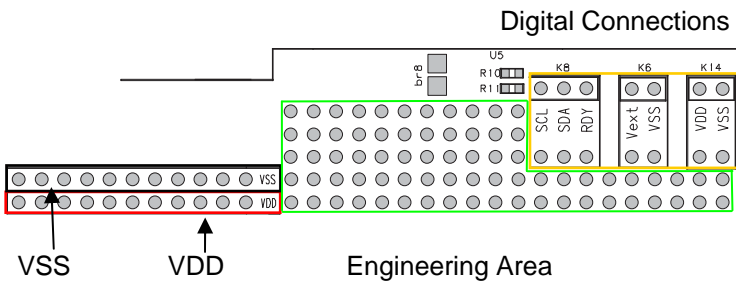 Digital Connections
U5
br8
R10
R11
K8
K6
K14
SCL
SDA
RDY
Vext
VSS
VDD
VSS
VSS
VDD
VSS
VDD
Engineering Area